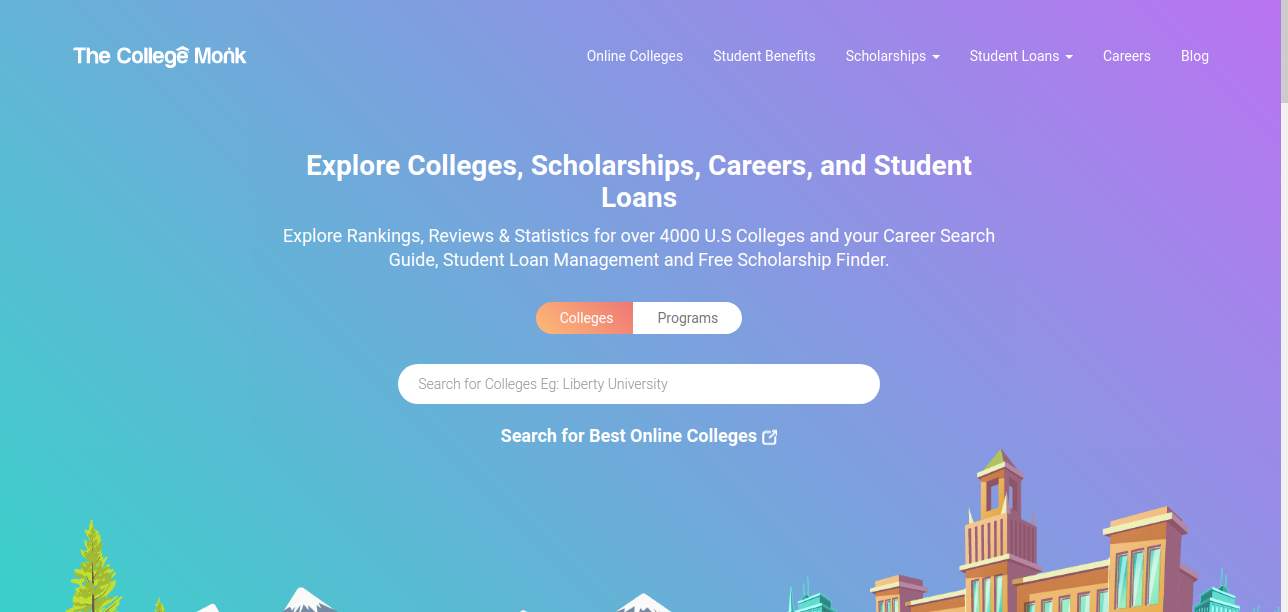 The College Monk
Online Colleges
Student Benefits
Scholarships
Student Loans
Careers
Blog
Explore Colleges, Scholarships, Careers, and Student
Loans
Explore Rankings, Reviews & Statistics for over 4000 U.S Colleges and your Career Search
Guide, Student Loan Management and Free Scholarship Finder.
Colleges
Programs
Search for Colleges Eg: Liberty University
Search for Best Online Colleges